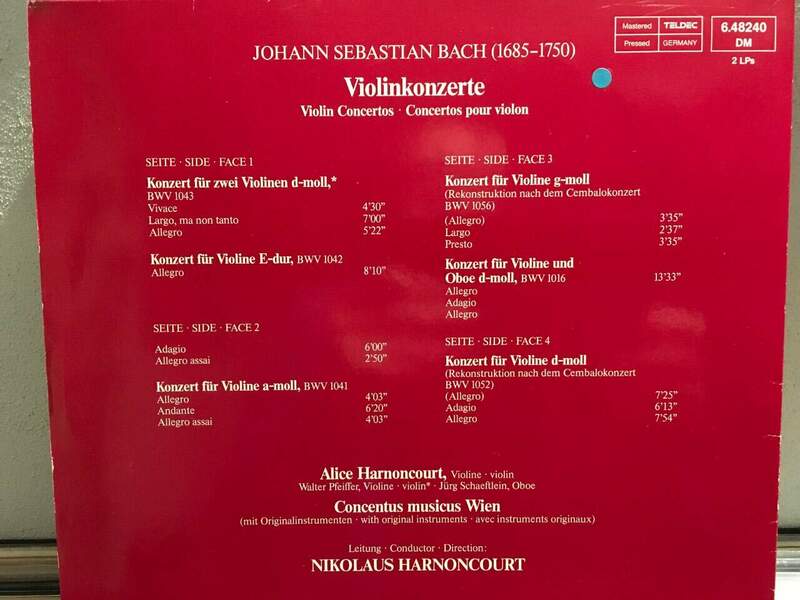 Mastered TELDEC
Pressed GERMANY
6.48240
DM
2 LPs
JOHANN SEBASTIAN BACH (1685-1750)
Violinkonzerte
Violin Concertos · Concertos pour violon
SEITE · SIDE · FACE 1
Konzert für zwei Violinen d-moll,*
BWV 1043
Vivace 4'30"
Largo, ma non tanto 7'00"
Allegro 5'22"
Konzert für Violine E-dur, BWV 1042
Allegro 8'10"
SEITE · SIDE · FACE 2
Adagio 6'00"
Allegro assai 2'50"
Konzert für Violine a-moll, BWV 1041
Allegro 4'03"
Andante 6'20"
Allegro assai 4'03"
SEITE · SIDE · FACE 3
Konzert für Violine g-moll
(Rekonstruktion nach dem Cembalokonzert
BWV 1056)
(Allegro) 3'35"
Largo 2'37"
Presto 3'35"
Konzert für Violine und
Oboe d-moll, BWV 1016 13'33"
Allegro
Adagio
Allegro
SEITE · SIDE · FACE 4
Konzert für Violine d-moll
(Rekonstruktion nach dem Cembalokonzert
BWV 1052)
(Allegro) 7'25"
Adagio 6'13"
Allegro 7'54"
Alice Harnoncourt, Violine · violin
Walter Pfeiffer, Violine · violin* · Jürg Schaeftlein, Oboe
Concentus musicus Wien
(mit Originalinstrumenten · with original instruments · avec instruments originaux)
Leitung · Conductor · Direction:
NIKOLAUS HARNONCOURT